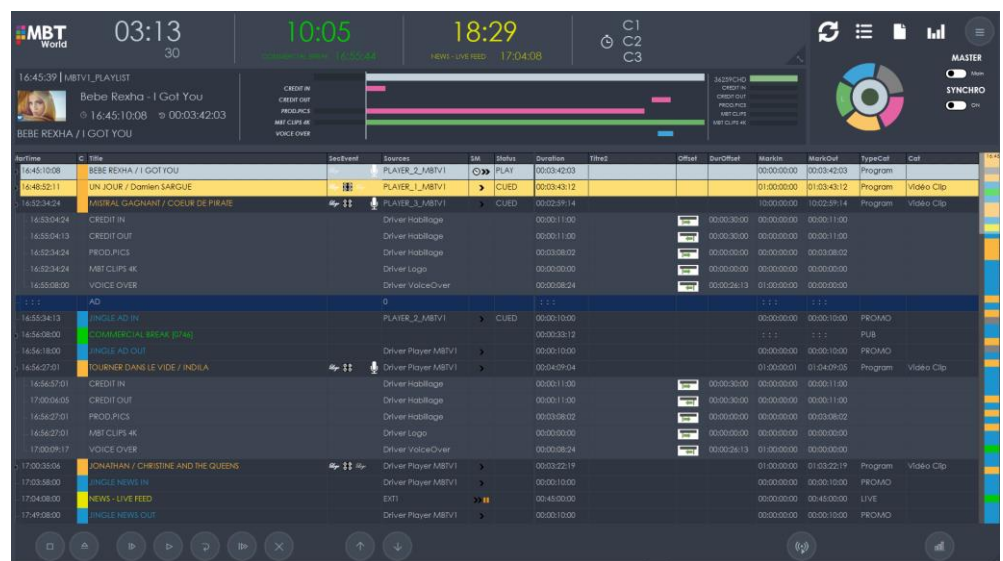 MBT
World
03:13
30
10:05
COMMERCIAL BREAK 16:55:44
18:29
NEWS - LIVE FEED 17:04:08
C1
C2
C3
MASTER
Main
SYNCHRO
ON
16:45:39 | MBTV1_PLAYLIST
Bebe Rexha - I Got You
16:45:10:08 00:03:42:03
BEBE REXHA / I GOT YOU
CREDIT IN
CREDIT OUT
PROD.PICS
MBT CLIPS 4K
VOICE OVER
CREDIT IN
CREDIT OUT
PROD.PICS
MBT CLIPS
MBT CLIPS 4K
StarTime C Title SecEvent Sources SM Status Duration Titre2 Offset DurOffset MarkIn MarkOut TypeCat Cat
16:45:10:08 BEBE REXHA / I GOT YOU PLAYER_2_MBTV1 PLAY 00:03:42:03 00:00:00:00 00:03:42:03 Program
16:48:52:11 UN JOUR / Damien SARGUE PLAYER_1_MBTV1 CUED 00:03:43:12 01:00:00:00 01:03:43:12 Program Vidéo Clip
16:52:34:24 MISTRAL GAGNANT / COEUR DE PIRATE PLAYER_3_MBTV1 CUED 00:02:59:14 10:00:00:00 10:02:59:14 Program Vidéo Clip
16:53:04:24 CREDIT IN Driver Habillage 00:00:11:00 00:00:30:00 00:00:00:00 00:00:11:00
16:55:04:13 CREDIT OUT Driver Habillage 00:00:11:00 00:00:30:00 00:00:00:00 00:00:11:00
16:52:34:24 PROD.PICS Driver Habillage 00:03:08:02 00:00:00:00 00:00:00:00 00:03:08:02
16:52:34:24 MBT CLIPS 4K Driver Logo 00:00:00:00 00:00:00:00 00:00:00:00 00:00:00:00
16:55:08:00 VOICE OVER Driver VoiceOver 00:00:08:24 00:00:26:13 01:00:00:00 00:00:00:00
: : : AD 0 : : : : : : : : :
16:55:34:13 JINGLE AD IN PLAYER_2_MBTV1 CUED 00:00:10:00 00:00:00:00 00:00:10:00 PROMO
16:56:08:00 COMMERCIAL BREAK [0746] 00:00:33:12 : : : : : : PUB
16:56:18:00 JINGLE AD OUT Driver Player MBTV1 00:00:10:00 00:00:00:00 00:00:10:00 PROMO
16:56:27:01 TOURNER DANS LE VIDE / INDILA Driver Player MBTV1 00:04:09:04 01:00:00:01 01:04:09:05 Program Vidéo Clip
16:56:57:01 CREDIT IN Driver Habillage 00:00:11:00 00:00:30:00 00:00:00:00 00:00:11:00
17:00:06:05 CREDIT OUT Driver Habillage 00:00:11:00 00:00:30:00 00:00:00:00 00:00:11:00
16:56:27:01 PROD.PICS Driver Habillage 00:03:08:02 00:00:00:00 00:00:00:00 00:03:08:02
16:56:27:01 MBT CLIPS 4K Driver Logo 00:00:00:00 00:00:00:00 00:00:00:00 00:00:00:00
17:00:09:17 VOICE OVER Driver VoiceOver 00:00:08:24 00:00:26:13 01:00:00:00 00:00:00:00
17:00:35:06 JONATHAN / CHRISTINE AND THE QUEENS Driver Player MBTV1 00:03:22:19 01:00:00:00 01:03:22:19 Program Vidéo Clip
17:03:58:00 JINGLE NEWS IN Driver Player MBTV1 00:00:10:00 00:00:00:00 00:00:10:00 PROMO
17:04:08:00 NEWS - LIVE FEED EXT1 00:45:00:00 00:00:00:00 00:45:00:00 LIVE
17:49:08:00 JINGLE NEWS OUT Driver Player MBTV1 00:00:10:00 00:00:00:00 00:00:10:00 PROMO